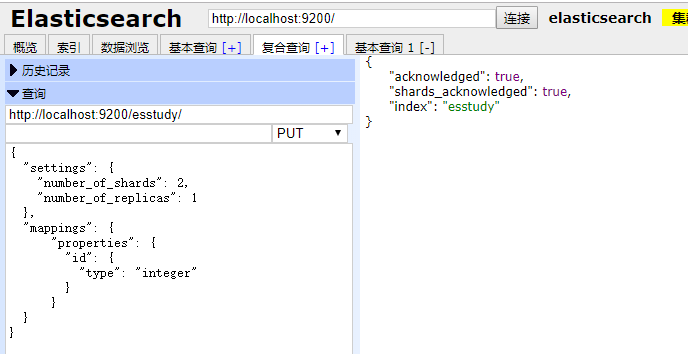 Elasticsearch http://localhost:9200/ 连接 elasticsearch 集群
概览 索引 数据浏览 基本查询 [+] 复合查询 [+] 基本查询 1 [-]
历史记录
查询
http://localhost:9200/esstudy/
PUT
{
"settings": {
"number_of_shards": 2,
"number_of_replicas": 1
},
"mappings": {
"properties": {
"id": {
"type": "integer"
}
}
}
}
{
"acknowledged": true,
"shards_acknowledged": true,
"index": "esstudy"
}